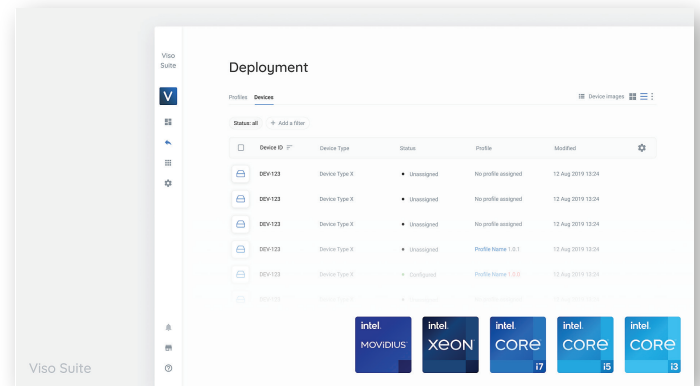 Viso
Suite
Deployment
V
Profiles Devices
Device images
Status: all + Add a filter
Device ID Device Type Status Profile Modified
DEV-123 Device Type X Unassigned No profile assigned 12 Aug 2019 13:24
DEV-123 Device Type X Unassigned No profile assigned 12 Aug 2019 13:24
DEV-123 Device Type X Unassigned No profile assigned 12 Aug 2019 13:24
DEV-123 Device Type X Unassigned Profile Name 1.0.1 12 Aug 2019 13:24
DEV-123 Device Type X Configured Profile Name 1.0.0 12 Aug 2019 13:24
intel. MOVIDIUS
intel. XEON
intel. CORE i7
intel. CORE i5
intel. CORE i3
Viso Suite